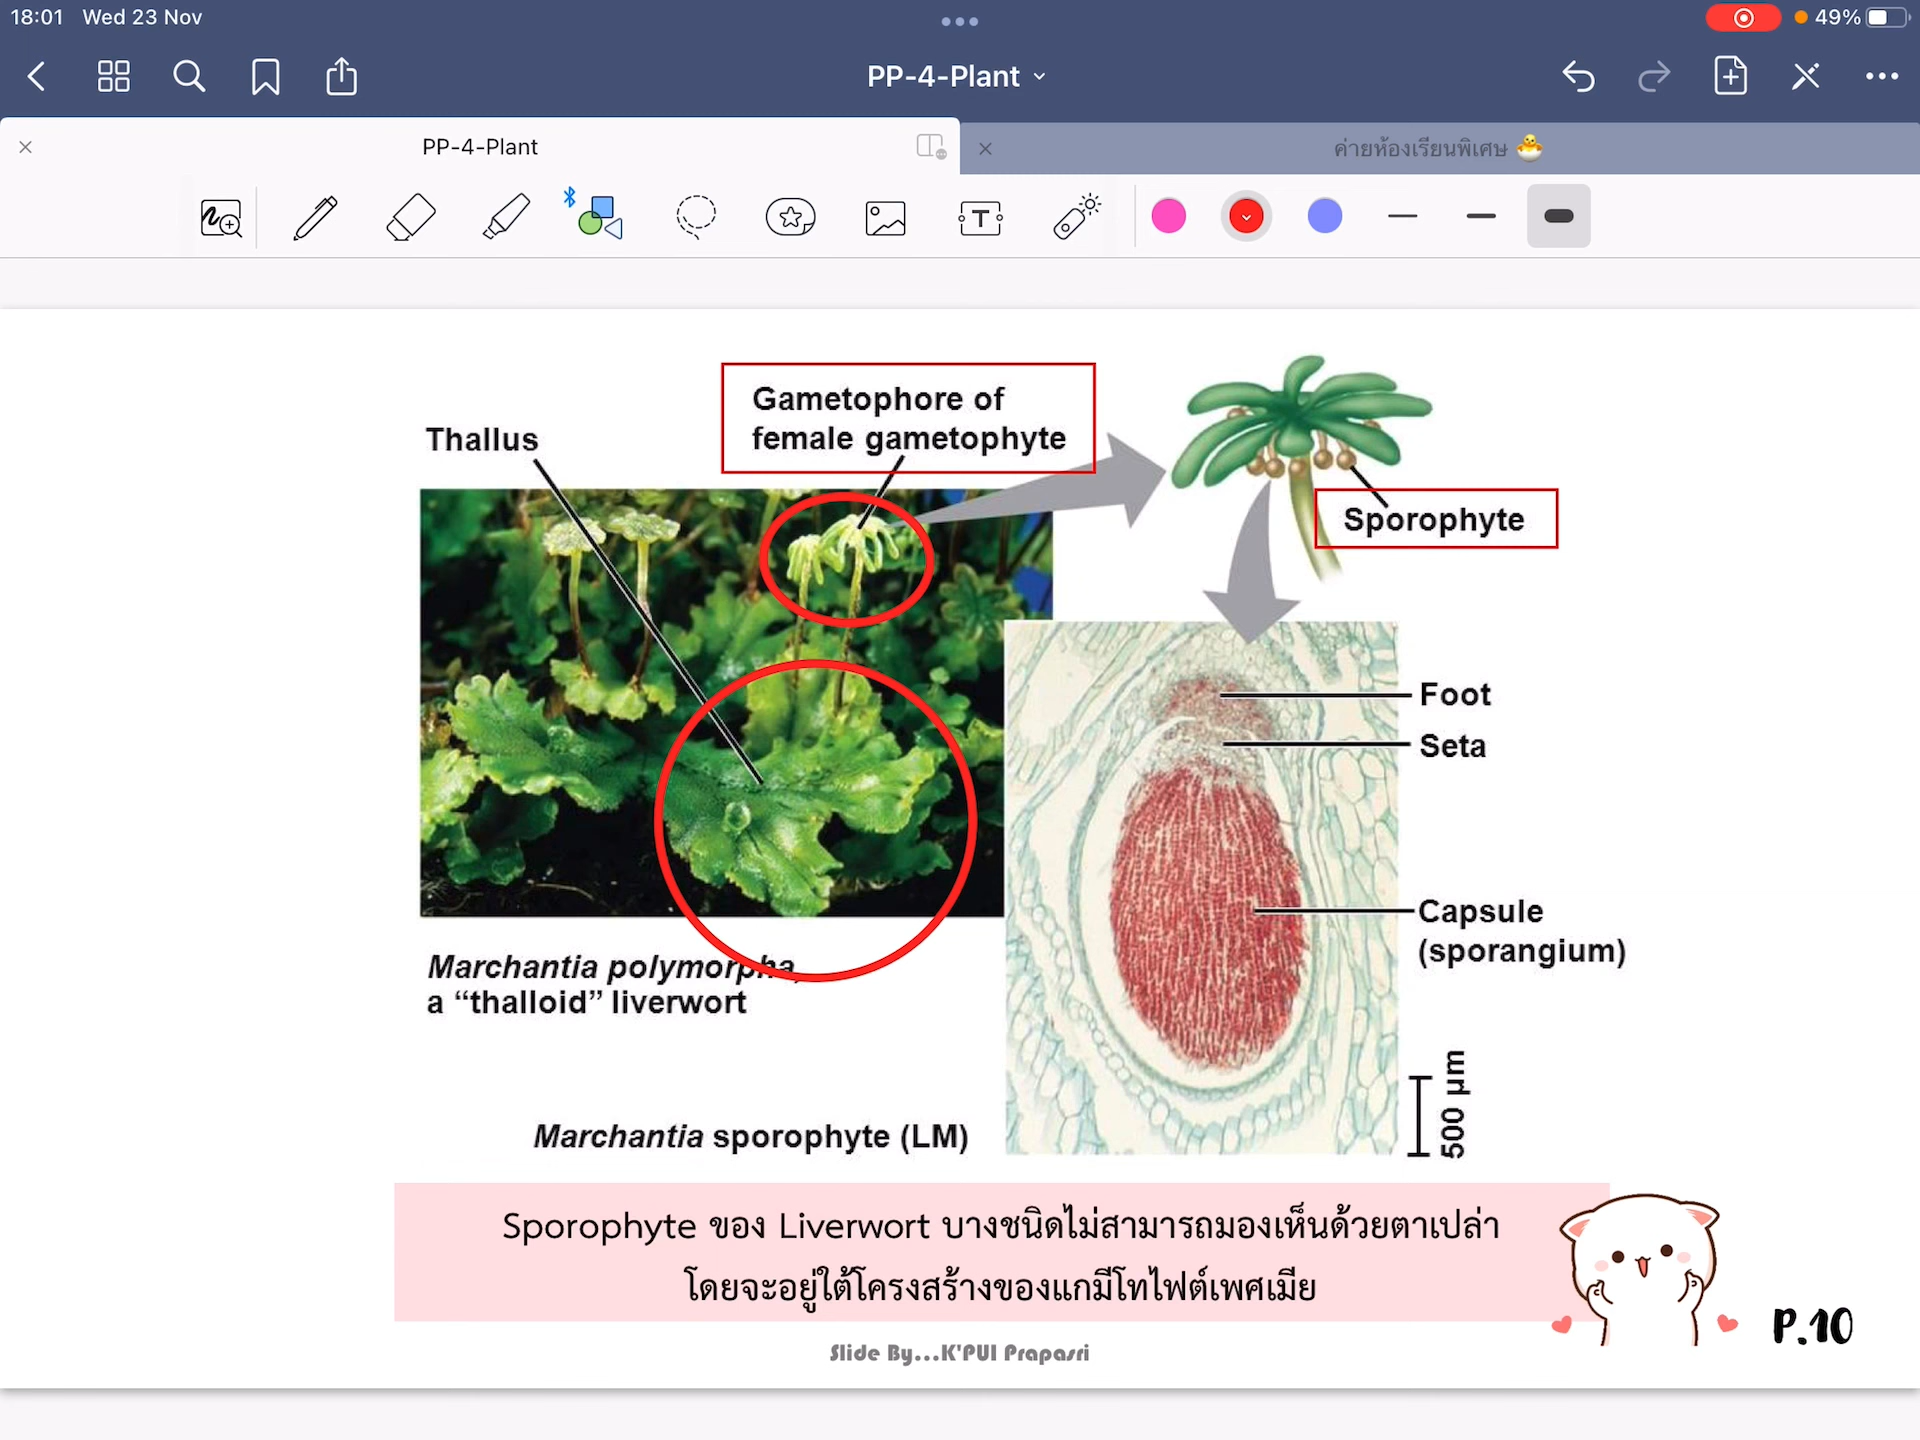 18:01 Wed 23 Nov
49%
PP-4-Plant
PP-4-Plant
ค่ายห้องเรียนพิเศษ 🐣
Gametophore of
female gametophyte
Thallus
Sporophyte
Foot
Seta
Capsule
(sporangium)
Marchantia polymorpha,
a “thalloid” liverwort
500 µm
Marchantia sporophyte (LM)
Sporophyte ของ Liverwort บางชนิดไม่สามารถมองเห็นด้วยตาเปล่า
โดยจะอยู่ใต้โครงสร้างของแกมีโทไฟต์เพศเมีย
P.10
Slide By...K'PUI Prapasri